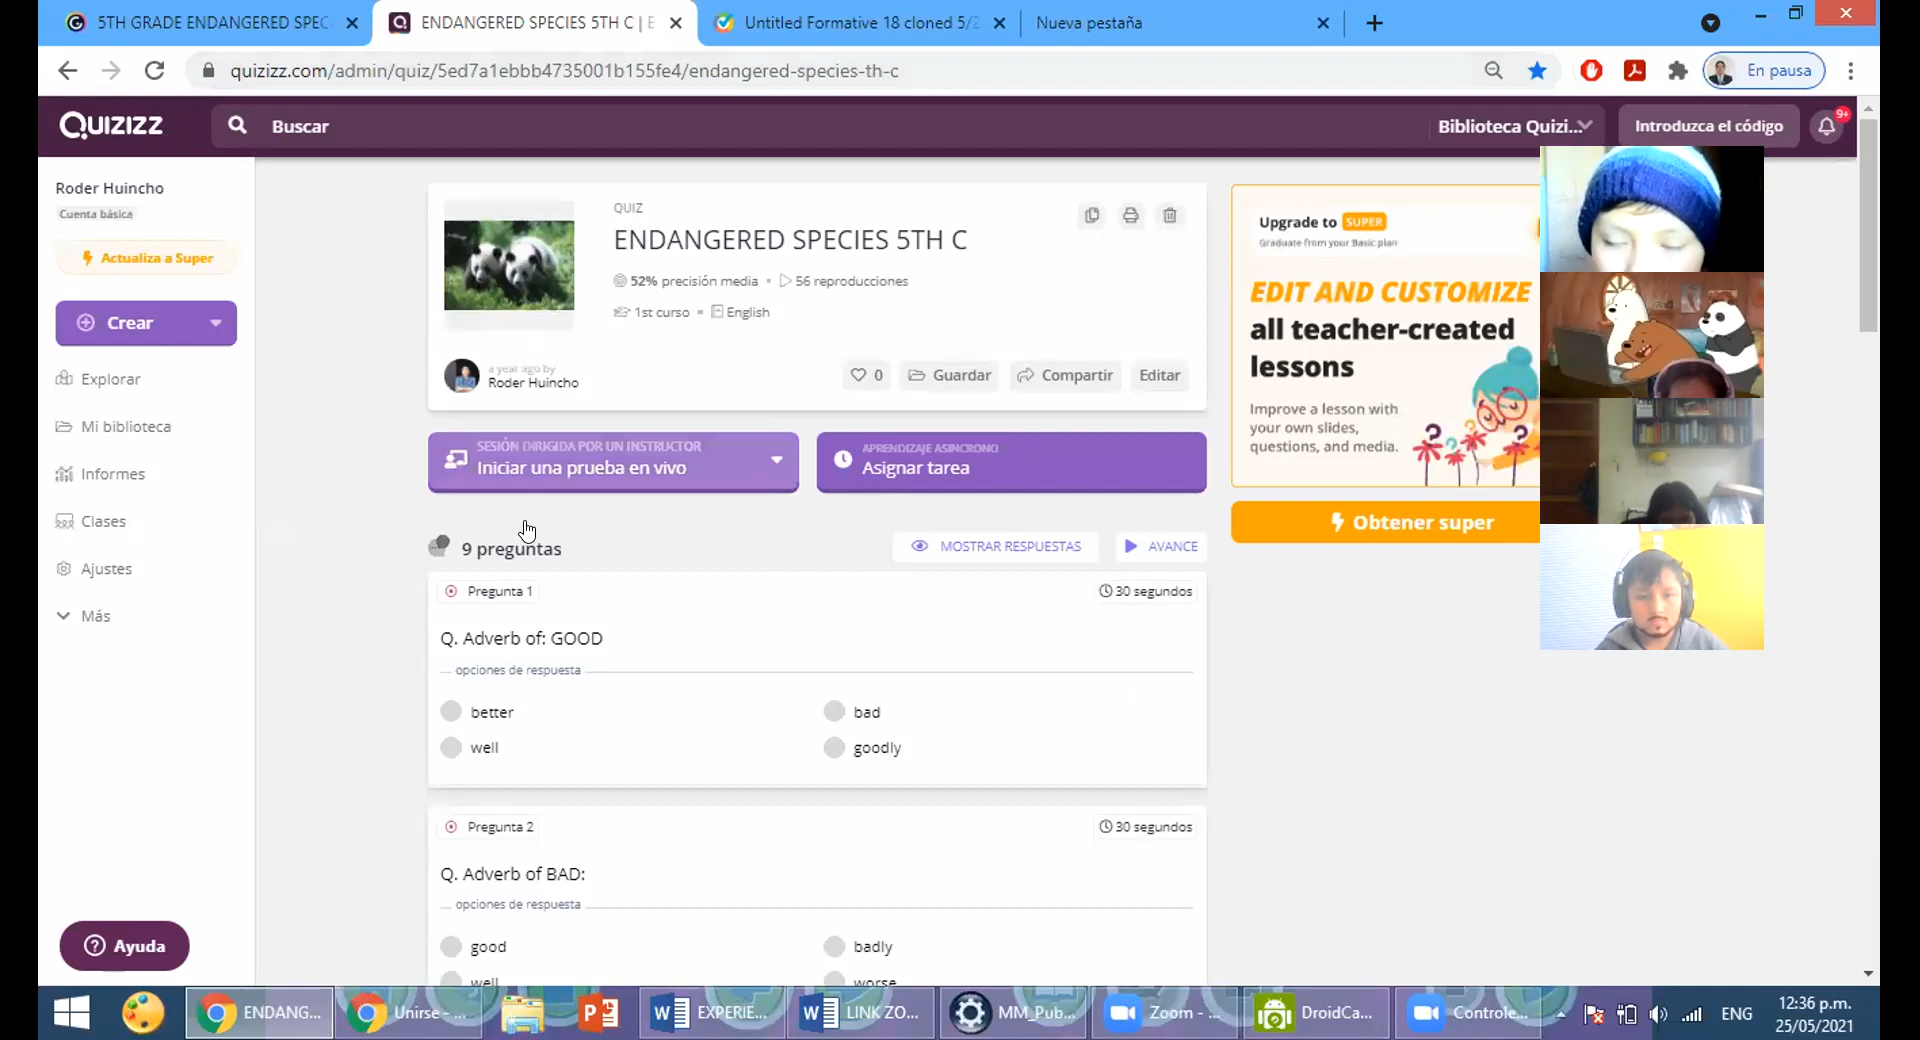 5TH GRADE ENDANGERED SPEC
ENDANGERED SPECIES 5TH C | E
Untitled Formative 18 cloned 5/2
Nueva pestaña
quizizz.com/admin/quiz/5ed7a1ebbb4735001b155fe4/endangered-species-th-c
En pausa
QUIZIZZ
Buscar
Biblioteca Quizi...
Introduzca el código
9+
Roder Huincho
Cuenta básica
Actualiza a Super
Crear
Explorar
Mi biblioteca
Informes
Clases
Ajustes
Más
Ayuda
QUIZ
ENDANGERED SPECIES 5TH C
52% precisión media
56 reproducciones
1st curso
English
a year ago by
Roder Huincho
0
Guardar
Compartir
Editar
SESIÓN DIRIGIDA POR UN INSTRUCTOR
Iniciar una prueba en vivo
APRENDIZAJE ASÍNCRONO
Asignar tarea
9 preguntas
MOSTRAR RESPUESTAS
AVANCE
Pregunta 1
30 segundos
Q. Adverb of: GOOD
opciones de respuesta
better
bad
well
goodly
Pregunta 2
30 segundos
Q. Adverb of BAD:
opciones de respuesta
good
badly
well
worse
Upgrade to SUPER
Graduate from your Basic plan
EDIT AND CUSTOMIZE
all teacher-created
lessons
Improve a lesson with
your own slides,
questions, and media.
Obtener super
ENDANG...
Unirse - ...
EXPERIE...
LINK ZO...
MM_Pub...
Zoom - ...
DroidCa...
Controle...
ENG
12:36 p.m.
25/05/2021